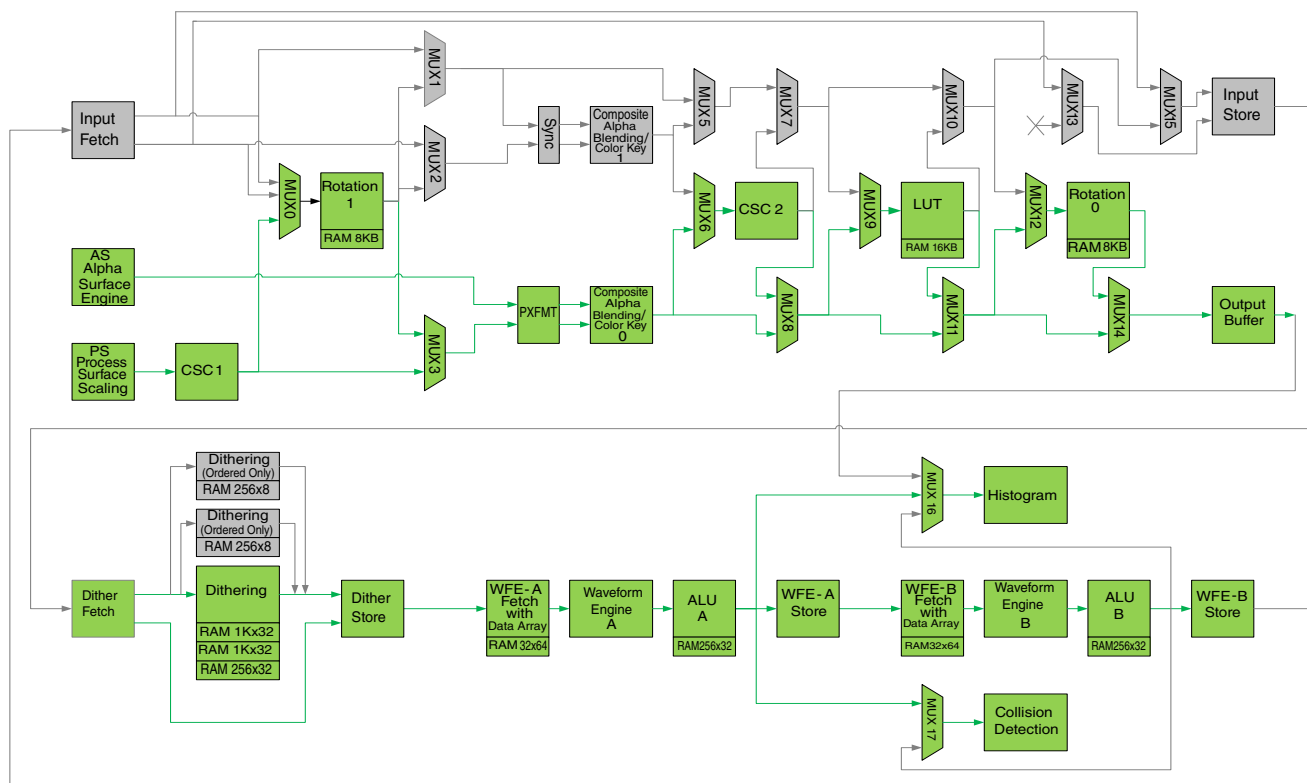 Input
Fetch
MUX0
Rotation
1
RAM 8KB
MUX1
MUX2
Sync
Composite
Alpha
Blending/
Color Key
1
MUX5
MUX7
MUX10
MUX13
MUX15
Input
Store
MUX6
CSC 2
MUX9
LUT
RAM 16KB
MUX12
Rotation
0
RAM 8KB
AS
Alpha
Surface
Engine
PS
Process
Surface
Scaling
CSC 1
MUX3
PXFMT
Composite
Alpha
Blending/
Color Key
0
MUX8
MUX11
MUX14
Output
Buffer
Dithering
(Ordered Only)
RAM 256x8
Dithering
(Ordered Only)
RAM 256x8
MUX 16
Histogram
Dither
Fetch
Dithering
RAM 1Kx32
RAM 1Kx32
RAM 256x32
Dither
Store
WFE-A
Fetch
with
Data Array
RAM 32x64
Waveform
Engine
A
ALU
A
RAM256x32
WFE-A
Store
WFE-B
Fetch
with
Data Array
RAM32x64
Waveform
Engine
B
ALU
B
RAM256x32
WFE-B
Store
MUX 17
Collision
Detection